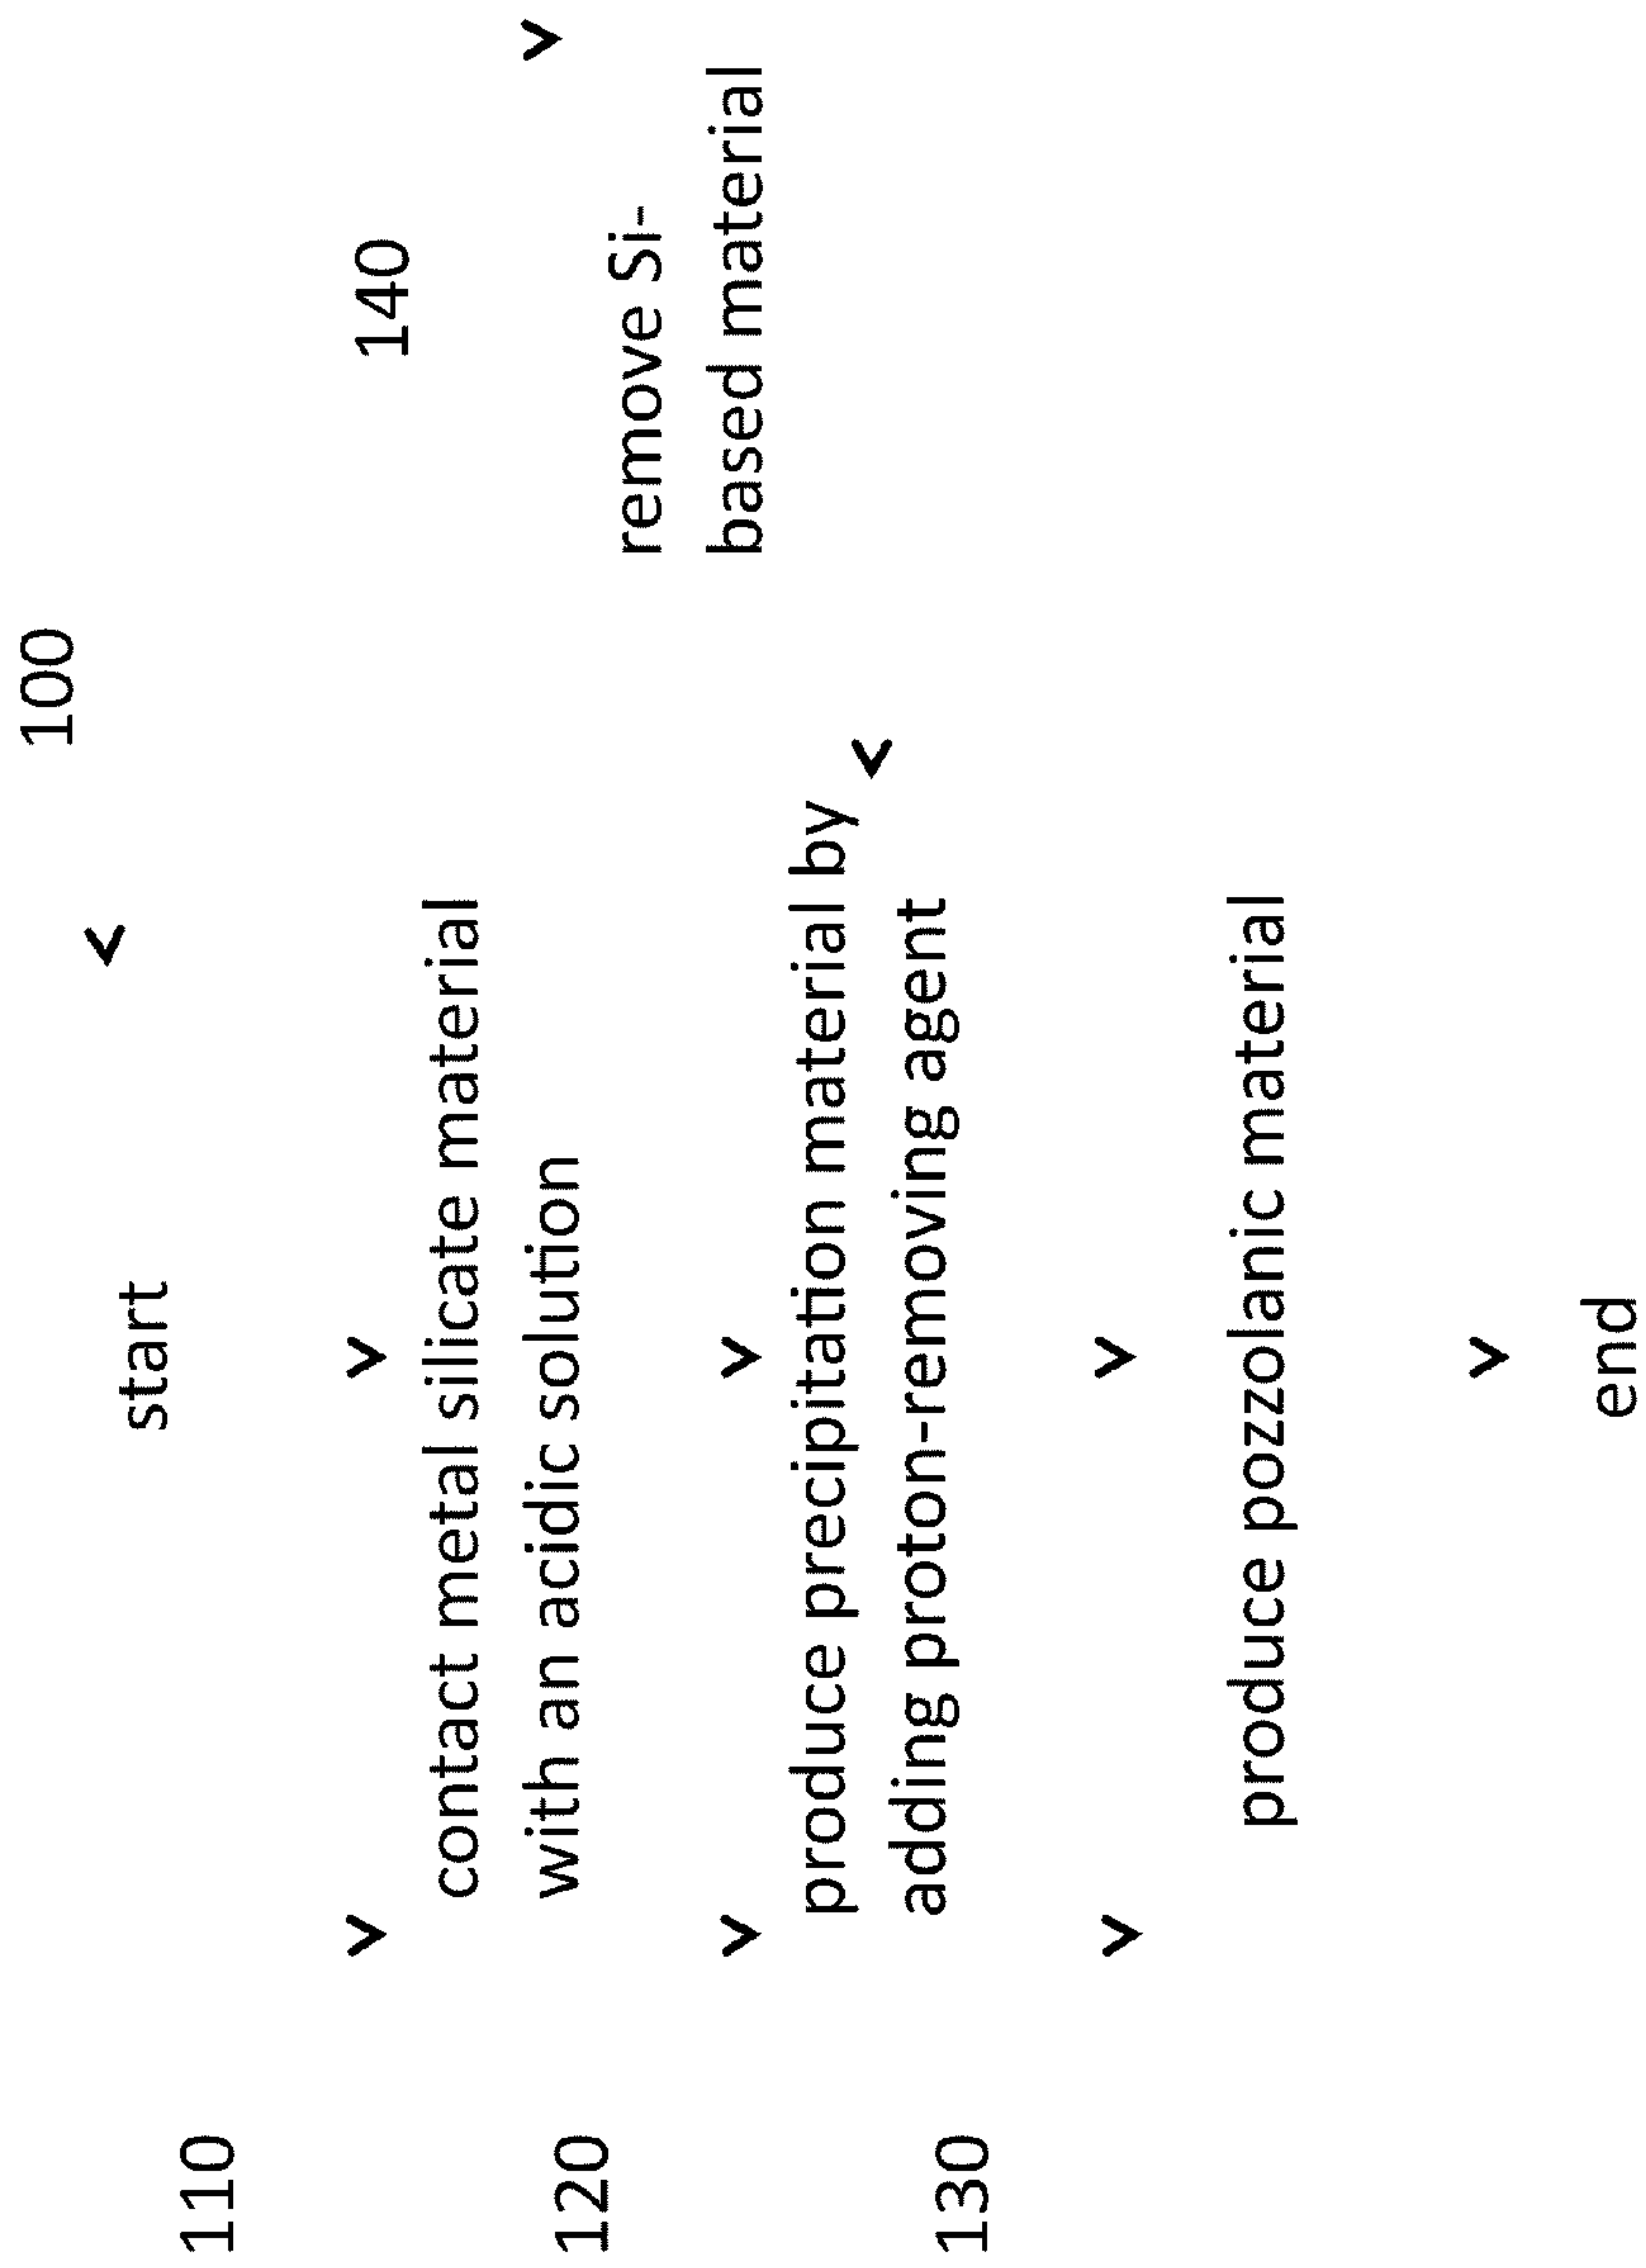 100
start
110
contact metal silicate material
with an acidic solution
140
remove Si-
based material
120
produce precipitation material by
adding proton-removing agent
130
produce pozzolanic material
end